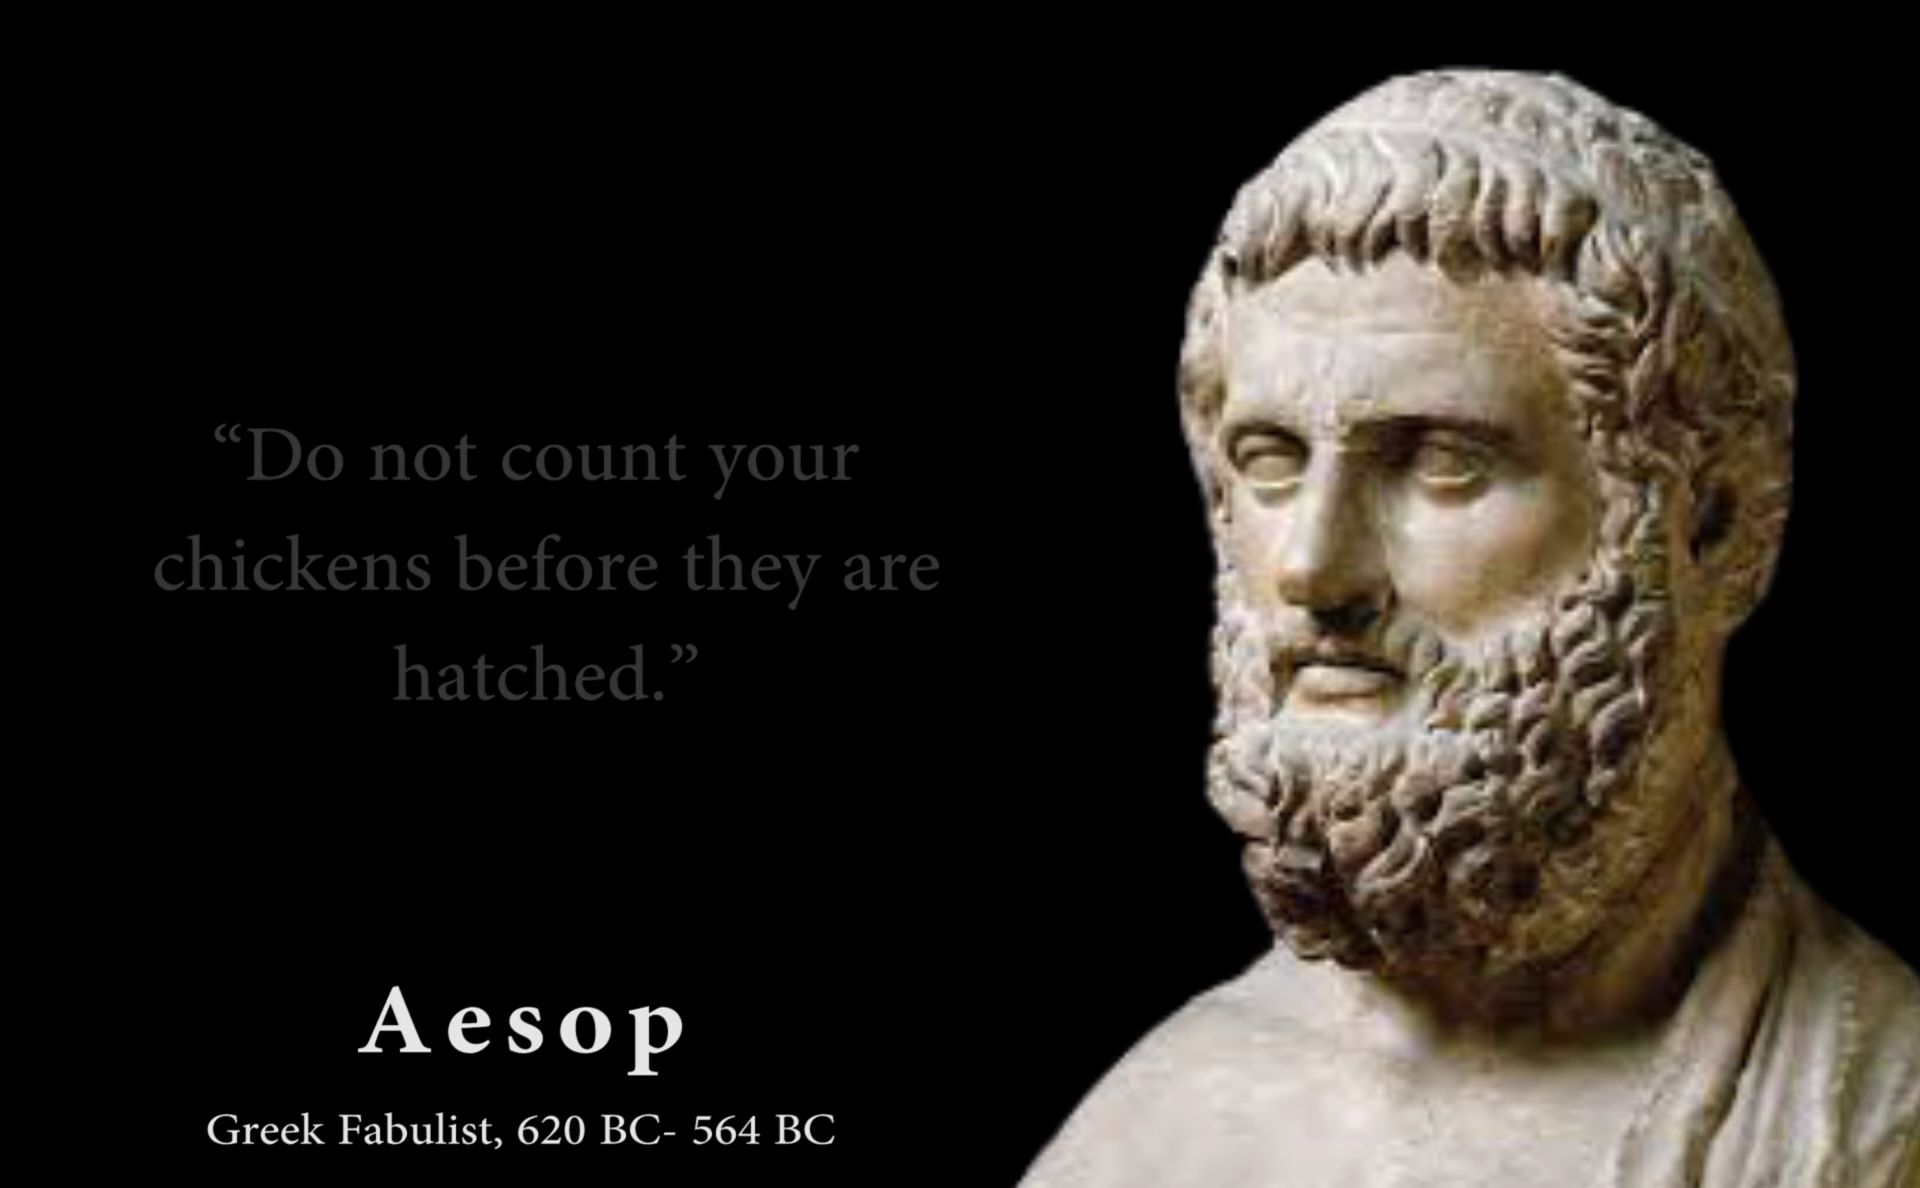 “Do not count your
chickens before they are
hatched.”
Aesop
Greek Fabulist, 620 BC- 564 BC